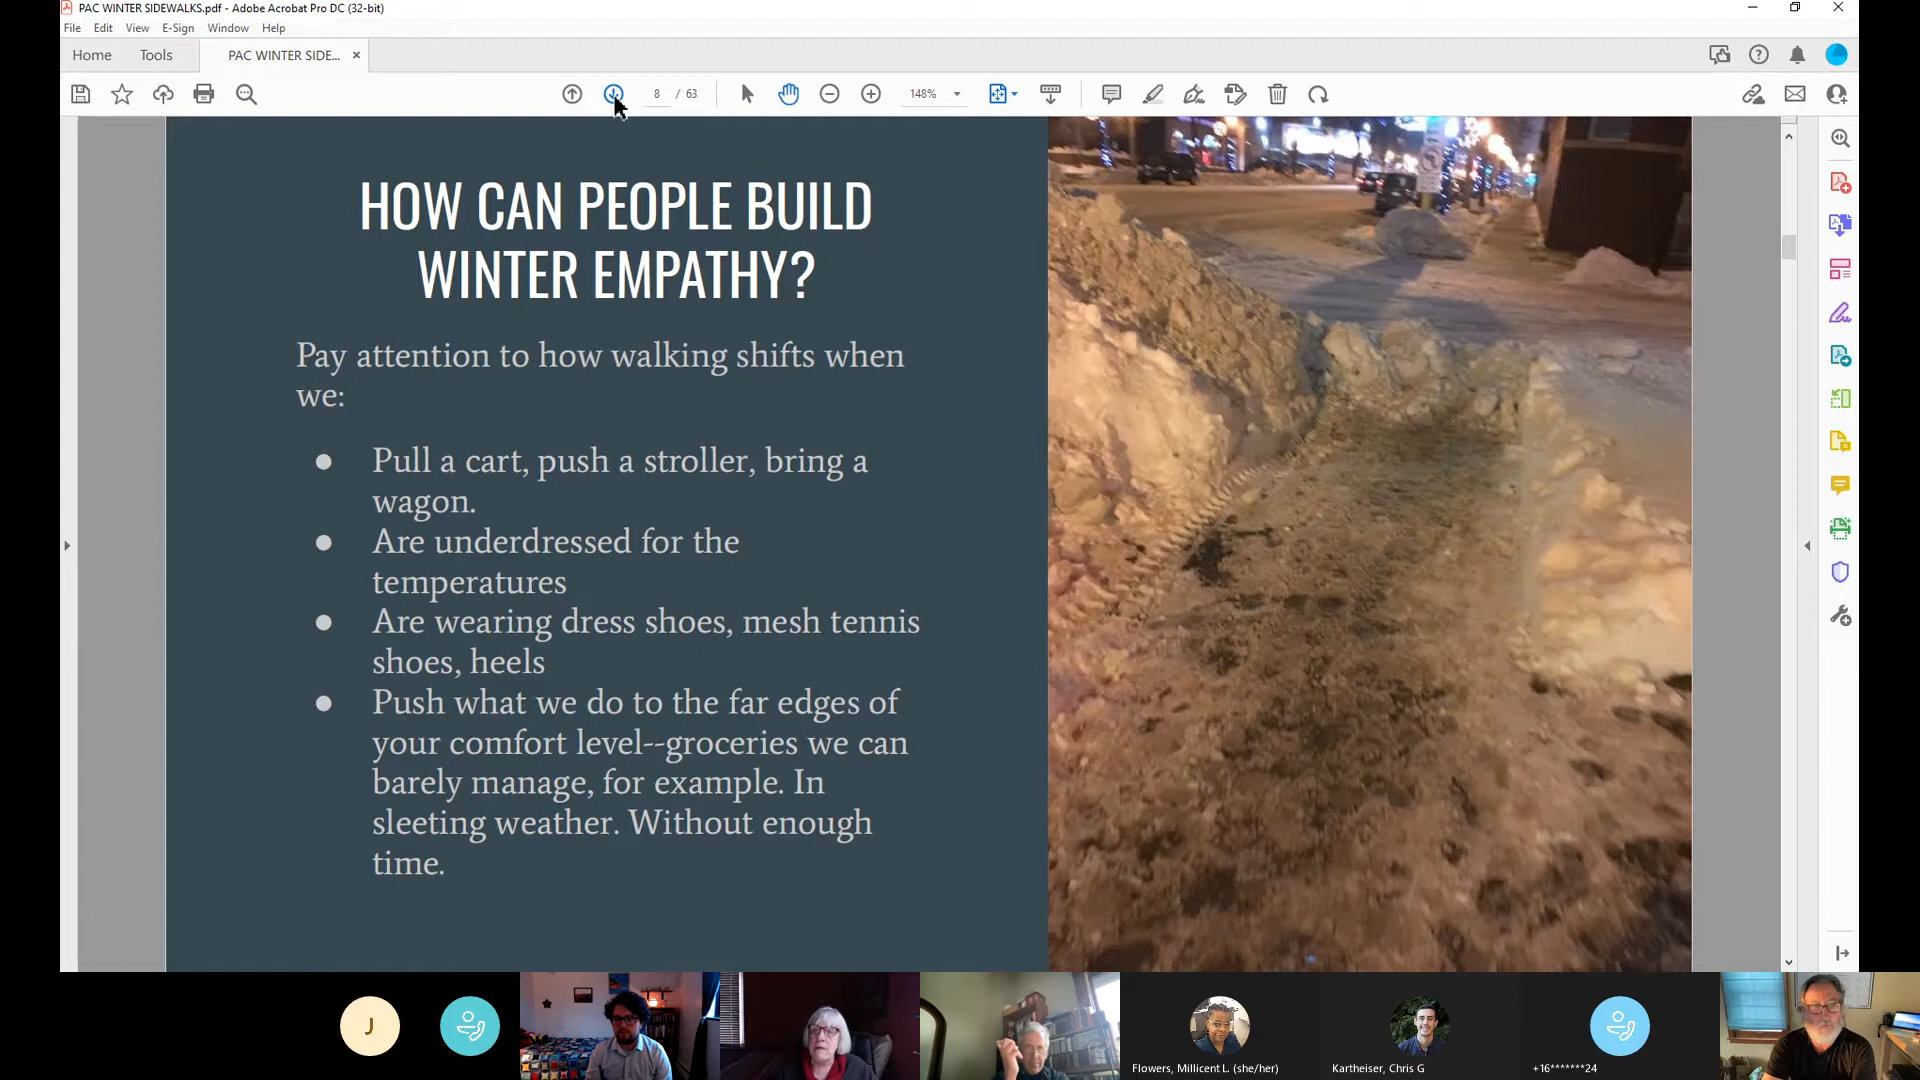 PAC WINTER SIDEWALKS.pdf - Adobe Acrobat Pro DC (32-bit)
File Edit View E-Sign Window Help
Home Tools PAC WINTER SIDE... ×
8 / 63 148%
HOW CAN PEOPLE BUILD
WINTER EMPATHY?
Pay attention to how walking shifts when
we:
● Pull a cart, push a stroller, bring a
wagon.
● Are underdressed for the
temperatures
● Are wearing dress shoes, mesh tennis
shoes, heels
● Push what we do to the far edges of
your comfort level--groceries we can
barely manage, for example. In
sleeting weather. Without enough
time.
J
Flowers, Millicent L. (she/her)
Kartheiser, Chris G
+16*******24